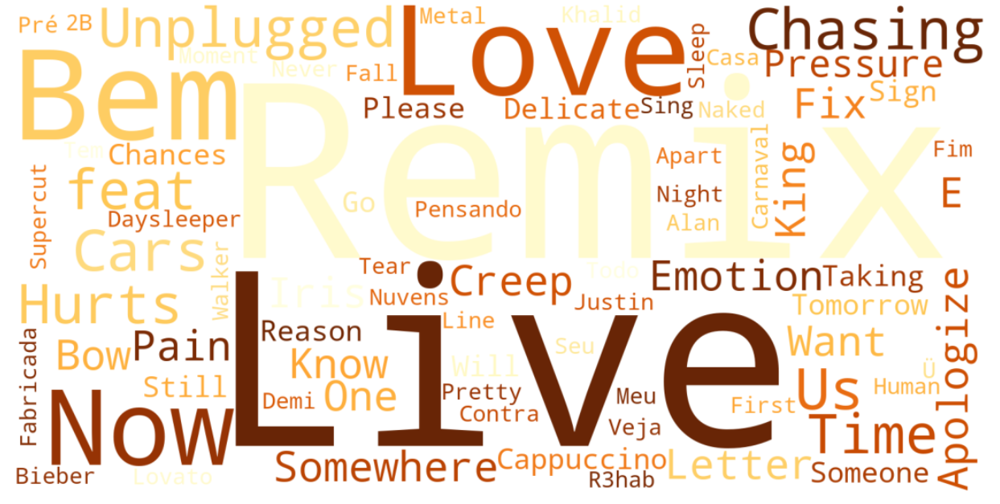 Pré 2B Unplugged Metal Khalid Chasing
Moment Love Sleep Casa Pressure
Bem Never Fall Please Delicate Sing Naked Fix Sign
Remix
Chances Apart Carnaval King Fim
Supercut feat Go Pensando Night Alan E
Daysleeper
Cars Walker Tear Creep Todo Emotion Taking
Hurts Iris Nuvens Justin Tomorrow
Live
Fabricada Bow Pain Reason Line Seu Want Apologize
Still Know Will Ü
Now Demi One Pretty Meu First Us Human
Contra Veja Time
Bieber Lovato Somewhere Cappuccino R3hab Letter Someone